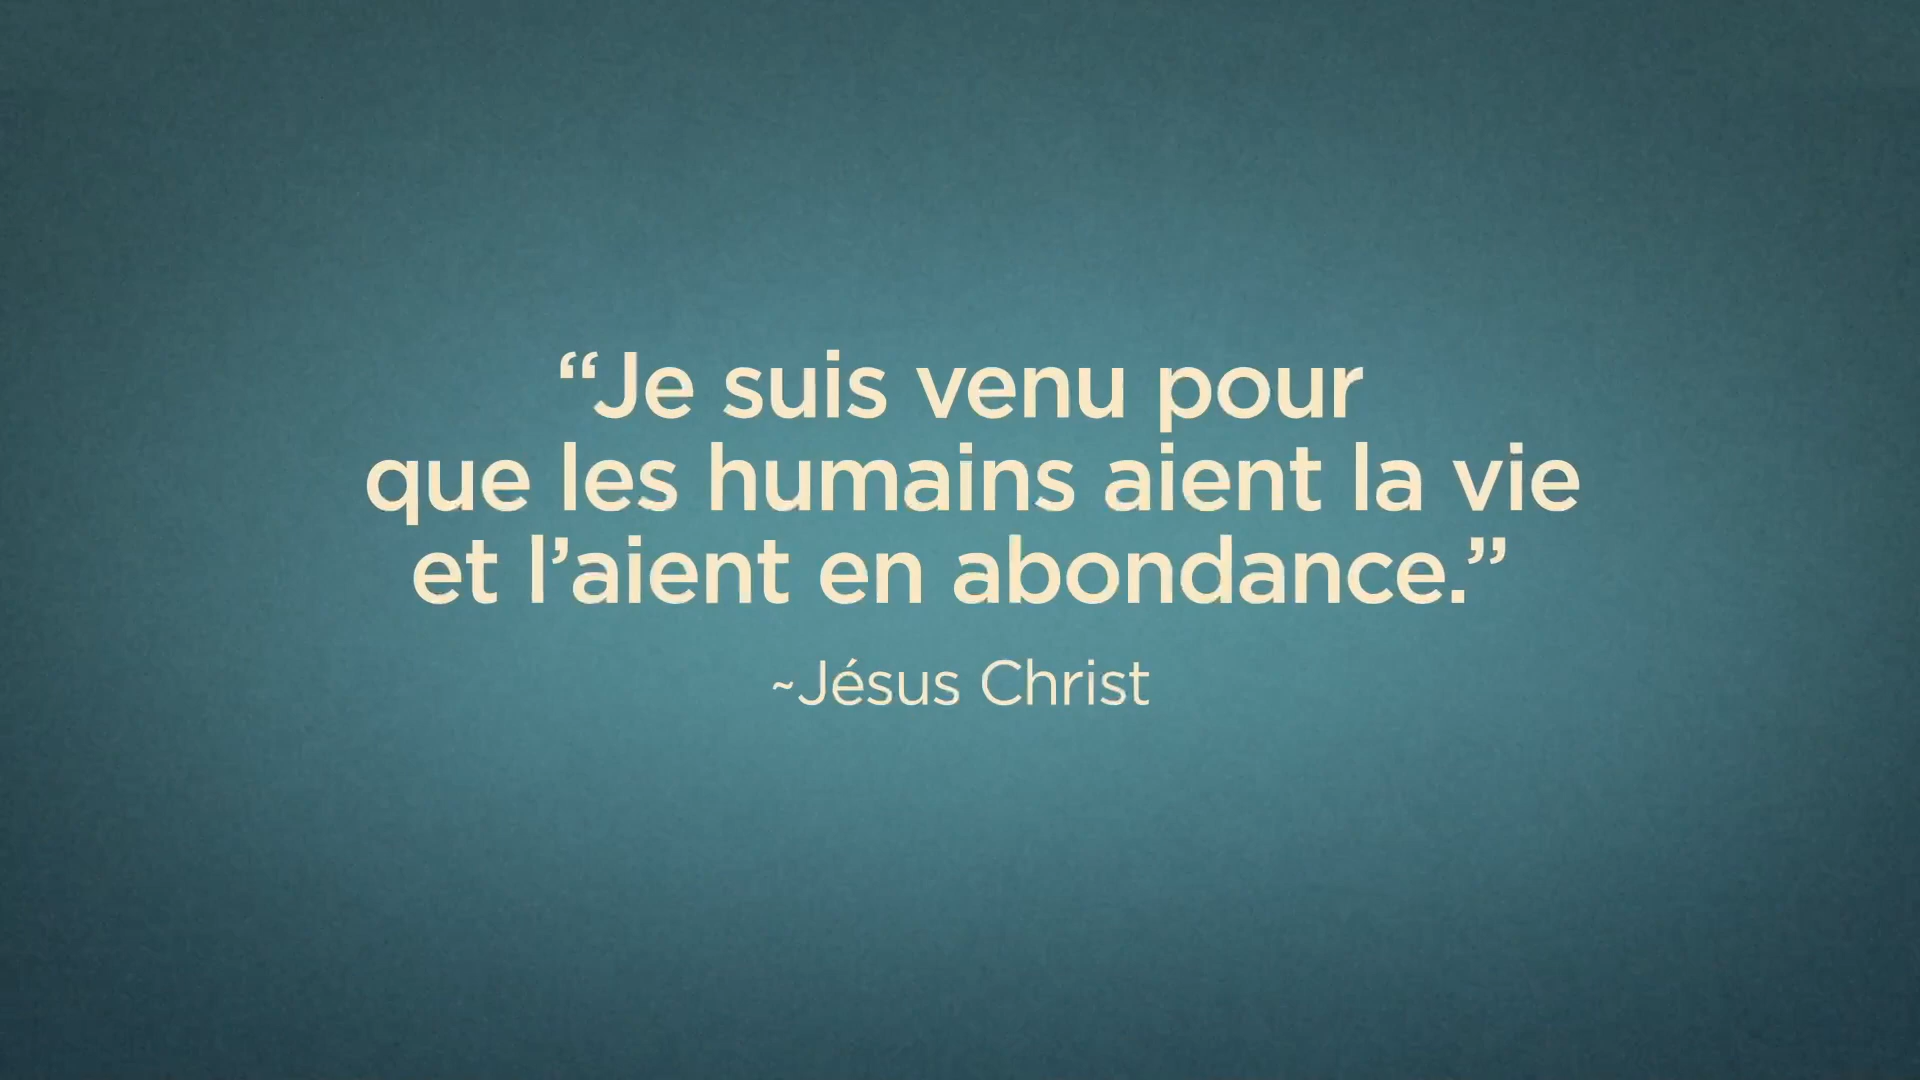 “Je suis venu pour
que les humains aient la vie
et l’aient en abondance.”
~Jésus Christ